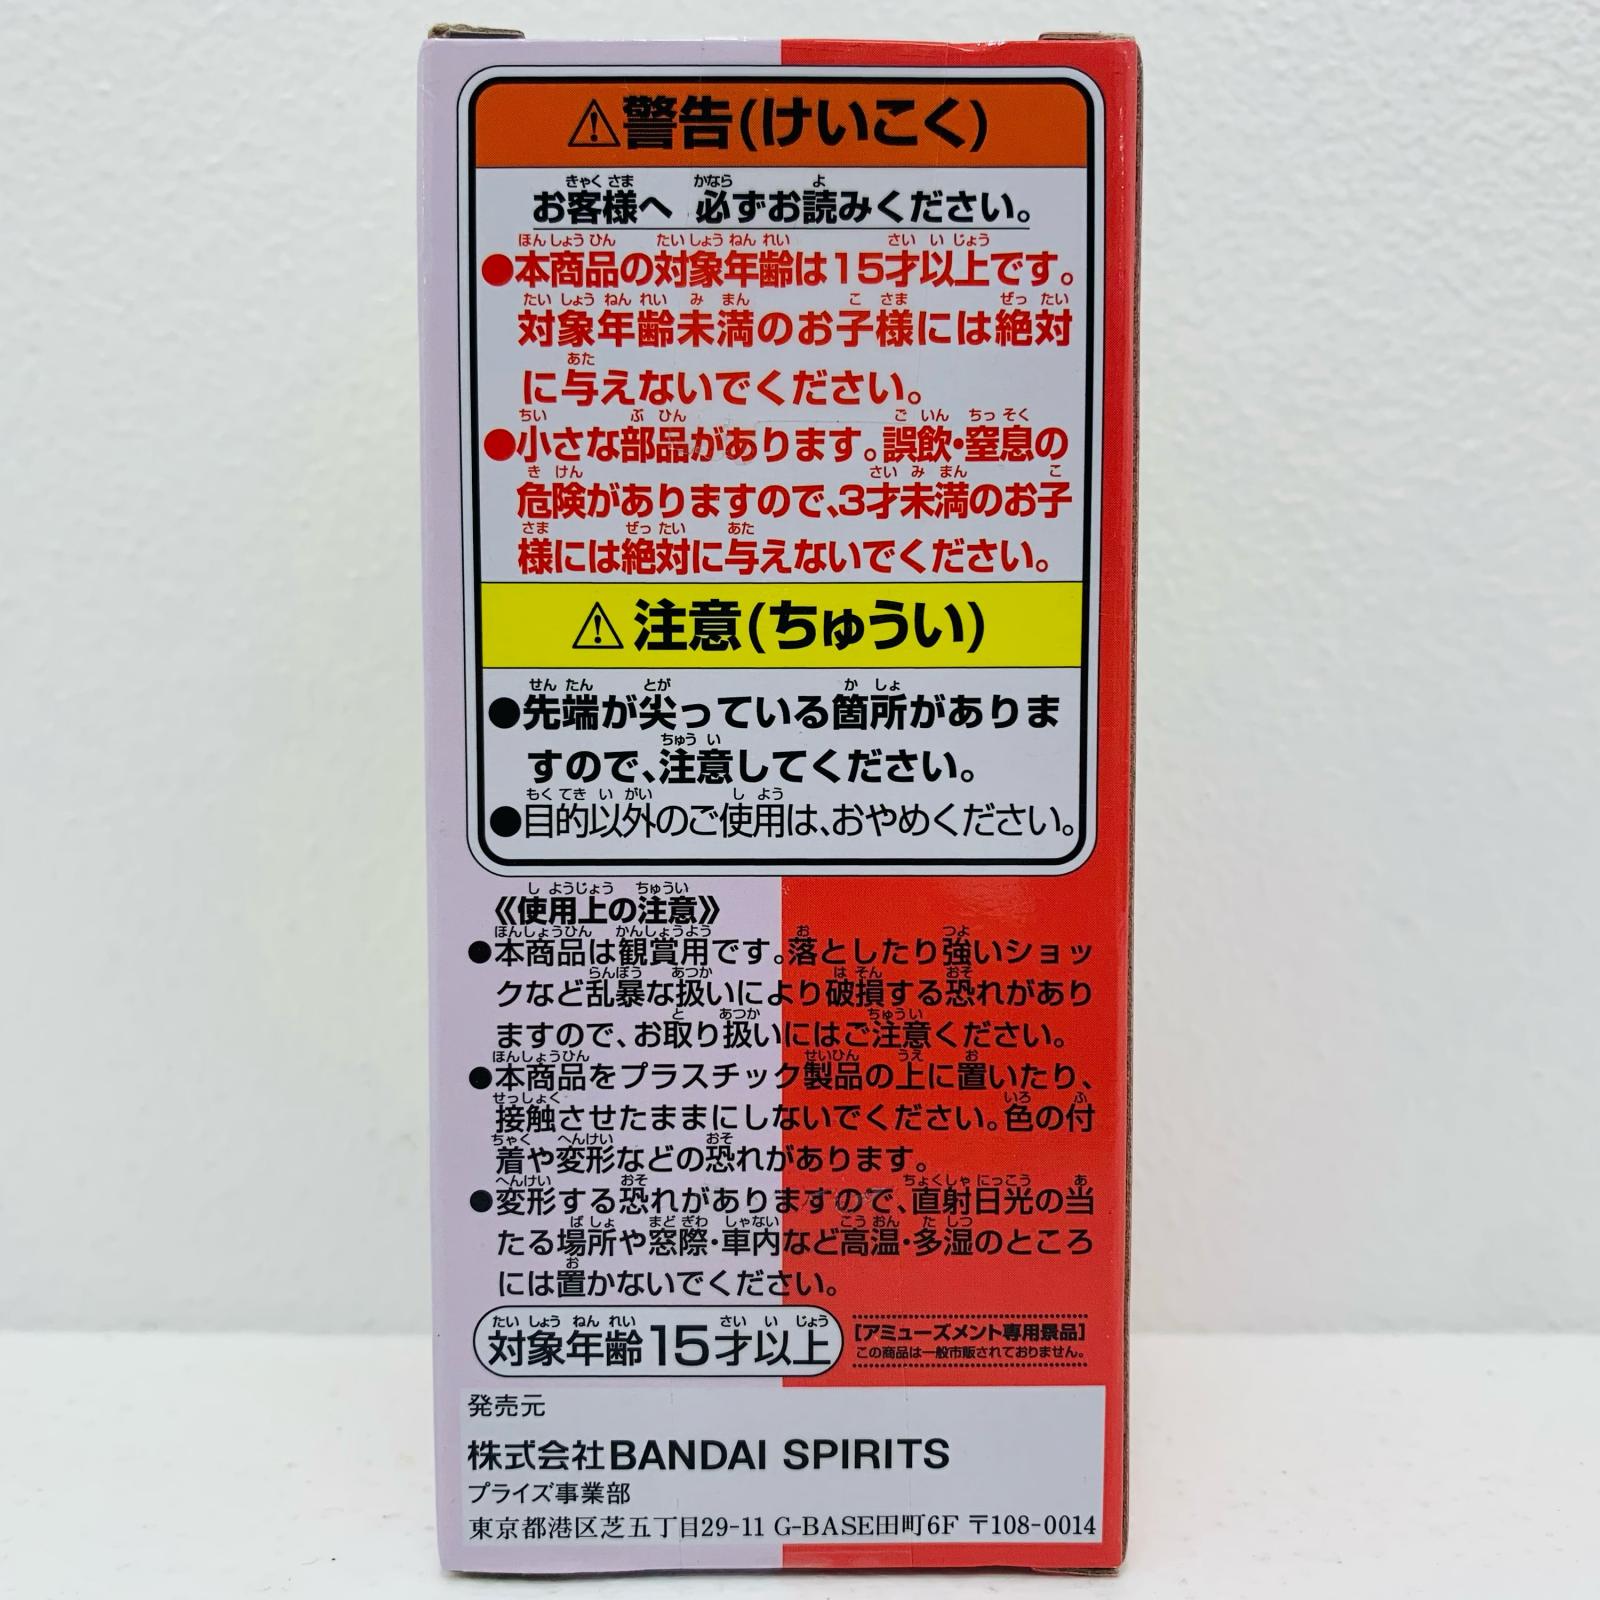 ⚠警告(けいこく)
きゃくさま かなら よ
お客様へ 必ずお読みください。
ほんしょうひん たいしょうねんれい さいいじょう
●本商品の対象年齢は15才以上です。
たいしょうねんれいみまん こさま ぜったい
対象年齢未満のお子様には絶対
あた
に与えないでください。
ちい ぶひん ごいん ちっそく
●小さな部品があります。誤飲・窒息の
きけん さいみまん こ
危険がありますので、3才未満のお子
さま ぜったい あた
様には絶対に与えないでください。
⚠注意(ちゅうい)
せんたん とが かしょ
●先端が尖っている箇所がありま
ちゅうい
すので、注意してください。
もくてきいがい しよう
●目的以外のご使用は、おやめください。
しようじょう ちゅうい
《使用上の注意》
ほんしょうひん かんしょうよう お つよ
●本商品は観賞用です。落としたり強いショッ
らんぼう あつか はそん おそ
クなど乱暴な扱いにより破損する恐れがあり
と あつか ちゅうい
ますので、お取り扱いにはご注意ください。
ほんしょうひん せいひん うえ お
●本商品をプラスチック製品の上に置いたり、
せっしょく いろ ふ
接触させたままにしないでください。色の付
ちゃく へんけい おそ
着や変形などの恐れがあります。
へんけい おそ ちょくしゃにっこう あ
●変形する恐れがありますので、直射日光の当
ばしょ まどぎわ しゃない こうおん たしつ
たる場所や窓際・車内など高温・多湿のところ
お
には置かないでください。
たいしょうねんれい さいいじょう
対象年齢15才以上
[アミューズメント専用景品]
この商品は一般市販されておりません。
発売元
株式会社BANDAI SPIRITS
プライズ事業部
東京都港区芝五丁目29-11 G-BASE田町6F 〒108-0014